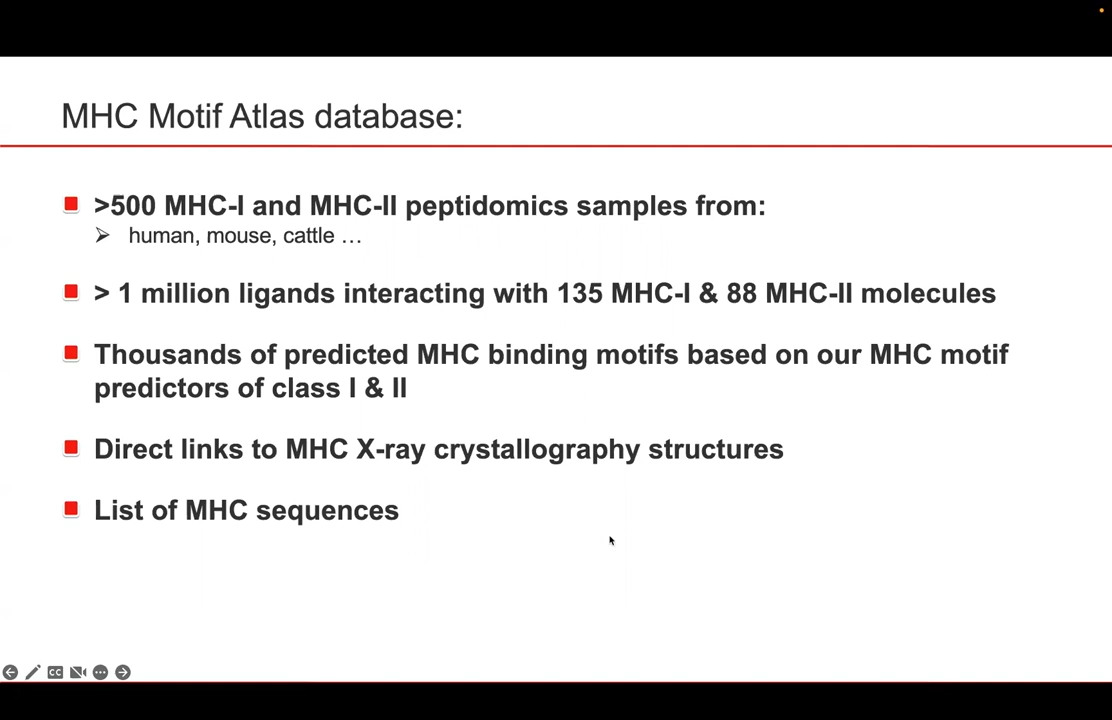 MHC Motif Atlas database:
>500 MHC-I and MHC-II peptidomics samples from:
human, mouse, cattle …
> 1 million ligands interacting with 135 MHC-I & 88 MHC-II molecules
Thousands of predicted MHC binding motifs based on our MHC motif
predictors of class I & II
Direct links to MHC X-ray crystallography structures
List of MHC sequences
CC